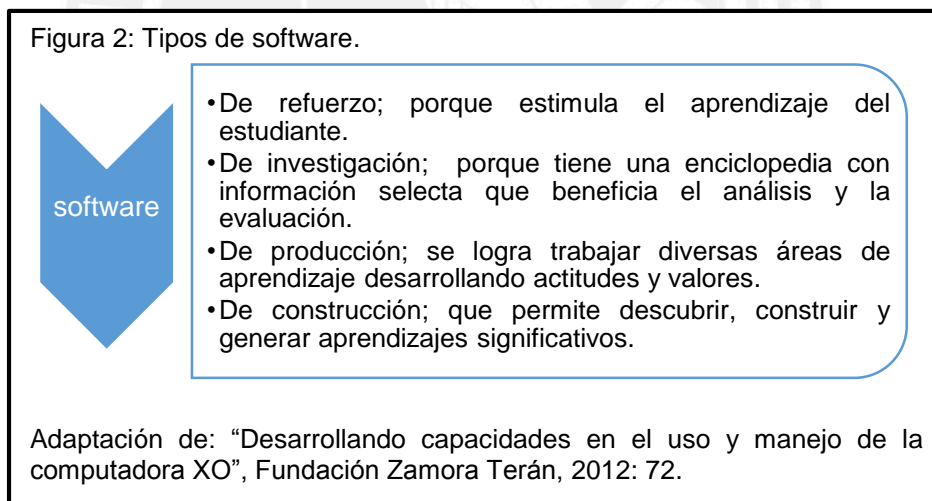 Figura 2: Tipos de software.
software
•De refuerzo; porque estimula el aprendizaje del
estudiante.
•De investigación; porque tiene una enciclopedia con
información selecta que beneficia el análisis y la
evaluación.
•De producción; se logra trabajar diversas áreas de
aprendizaje desarrollando actitudes y valores.
•De construcción; que permite descubrir, construir y
generar aprendizajes significativos.
Adaptación de: “Desarrollando capacidades en el uso y manejo de la
computadora XO”, Fundación Zamora Terán, 2012: 72.